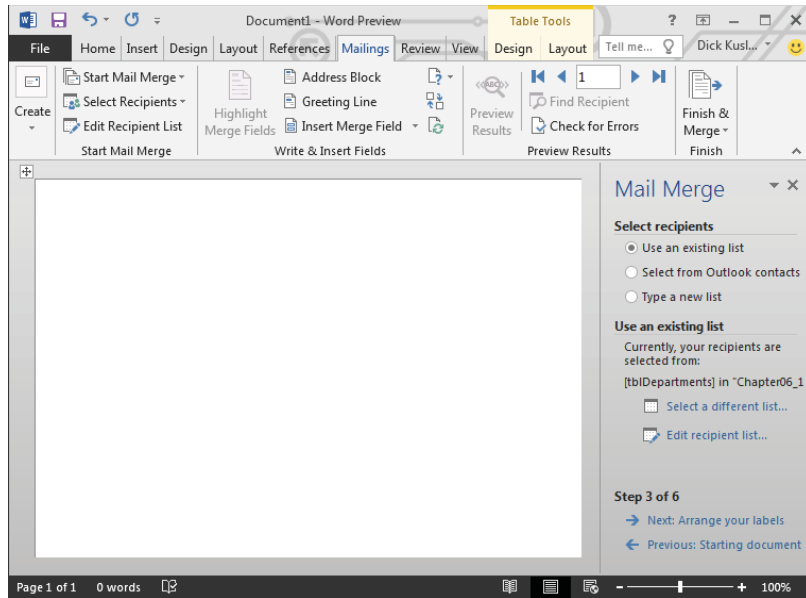 Document1 - Word Preview
Table Tools
File Home Insert Design Layout References Mailings Review View Design Layout Tell me... Dick Kusl...
Create
Start Mail Merge
Select Recipients
Edit Recipient List
Start Mail Merge
Highlight
Merge Fields
Address Block
Greeting Line
Insert Merge Field
Write & Insert Fields
«ABC»
Preview
Results
1
Find Recipient
Check for Errors
Preview Results
Finish &
Merge
Finish
Mail Merge
Select recipients
Use an existing list
Select from Outlook contacts
Type a new list
Use an existing list
Currently, your recipients are
selected from:
[tblDepartments] in "Chapter06_1
Select a different list...
Edit recipient list...
Step 3 of 6
Next: Arrange your labels
Previous: Starting document
Page 1 of 1 0 words 100%